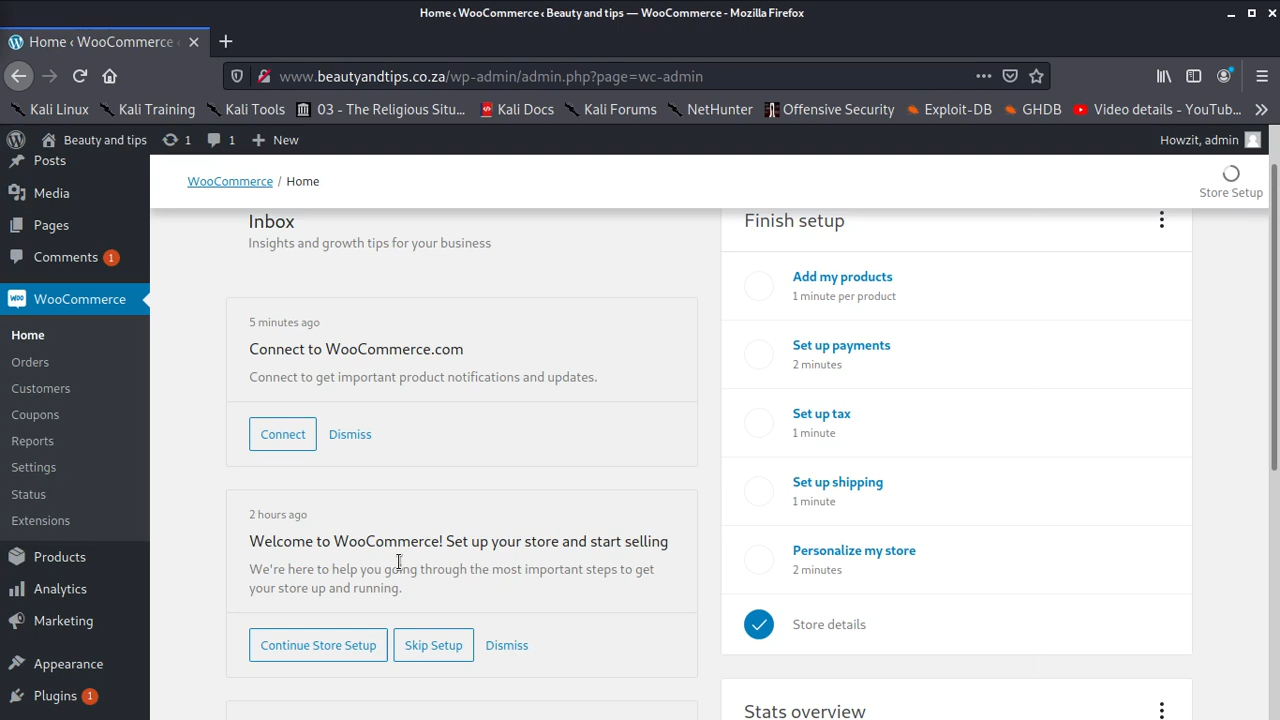 Home ‹ WooCommerce ‹ Beauty and tips — WooCommerce - Mozilla Firefox
Home ‹ WooCommerce ‹
www.beautyandtips.co.za/wp-admin/admin.php?page=wc-admin
Kali Linux
Kali Training
Kali Tools
03 - The Religious Situ...
Kali Docs
Kali Forums
NetHunter
Offensive Security
Exploit-DB
GHDB
Video details - YouTub...
Beauty and tips
1
1
New
Howzit, admin
Posts
Media
Pages
Comments 1
WooCommerce
Home
Orders
Customers
Coupons
Reports
Settings
Status
Extensions
Products
Analytics
Marketing
Appearance
Plugins 1
WooCommerce / Home
Store Setup
Inbox
Insights and growth tips for your business
5 minutes ago
Connect to WooCommerce.com
Connect to get important product notifications and updates.
Connect
Dismiss
2 hours ago
Welcome to WooCommerce! Set up your store and start selling
We're here to help you going through the most important steps to get
your store up and running.
Continue Store Setup
Skip Setup
Dismiss
Finish setup
Add my products
1 minute per product
Set up payments
2 minutes
Set up tax
1 minute
Set up shipping
1 minute
Personalize my store
2 minutes
Store details
Stats overview